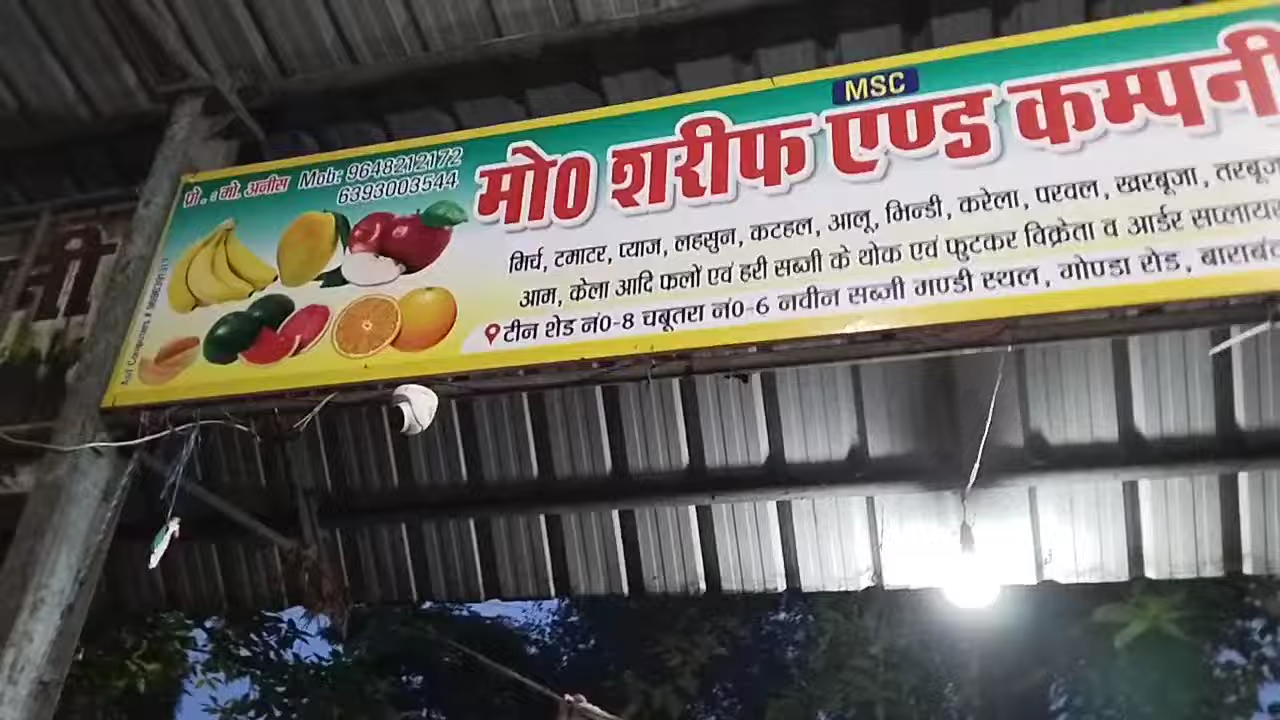 MSC
प्रो. : मो. अनीस Mob: 9648212172
6393003544
मो0 शरीफ एण्ड कम्पनी
मिर्च, टमाटर, प्याज, लहसुन, कटहल, आलू, भिन्डी, करेला, परवल, खरबूजा, तरबूज
आम, केला आदि फलों एवं हरी सब्जी के थोक एवं फुटकर विक्रेता व आर्डर सप्लायर
टीन शेड नं0-8 चबूतरा नं0-6 नवीन सब्जी मण्डी स्थल, गोण्डा रोड,